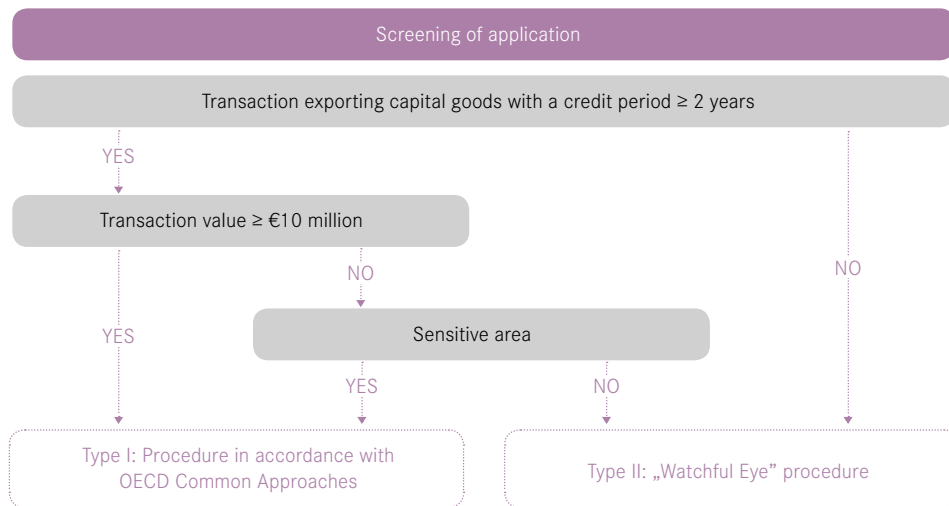 Screening of application
Transaction exporting capital goods with a credit period ≥ 2 years
YES
Transaction value ≥ €10 million
NO
NO
YES
Sensitive area
YES
NO
Type I: Procedure in accordance with
OECD Common Approaches
Type II: „Watchful Eye” procedure